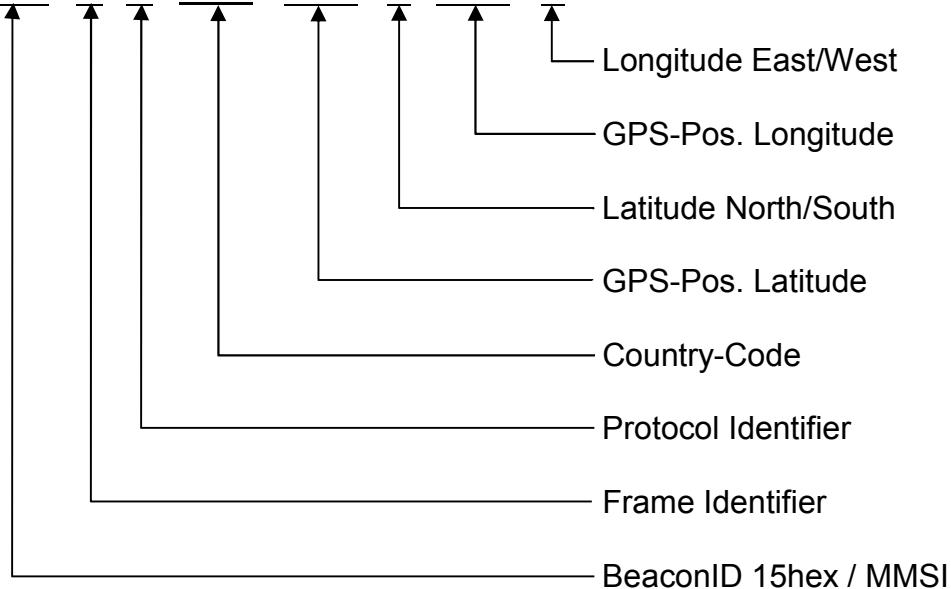 Longitude East/West
GPS-Pos. Longitude
Latitude North/South
GPS-Pos. Latitude
Country-Code
Protocol Identifier
Frame Identifier
BeaconID 15hex / MMSI